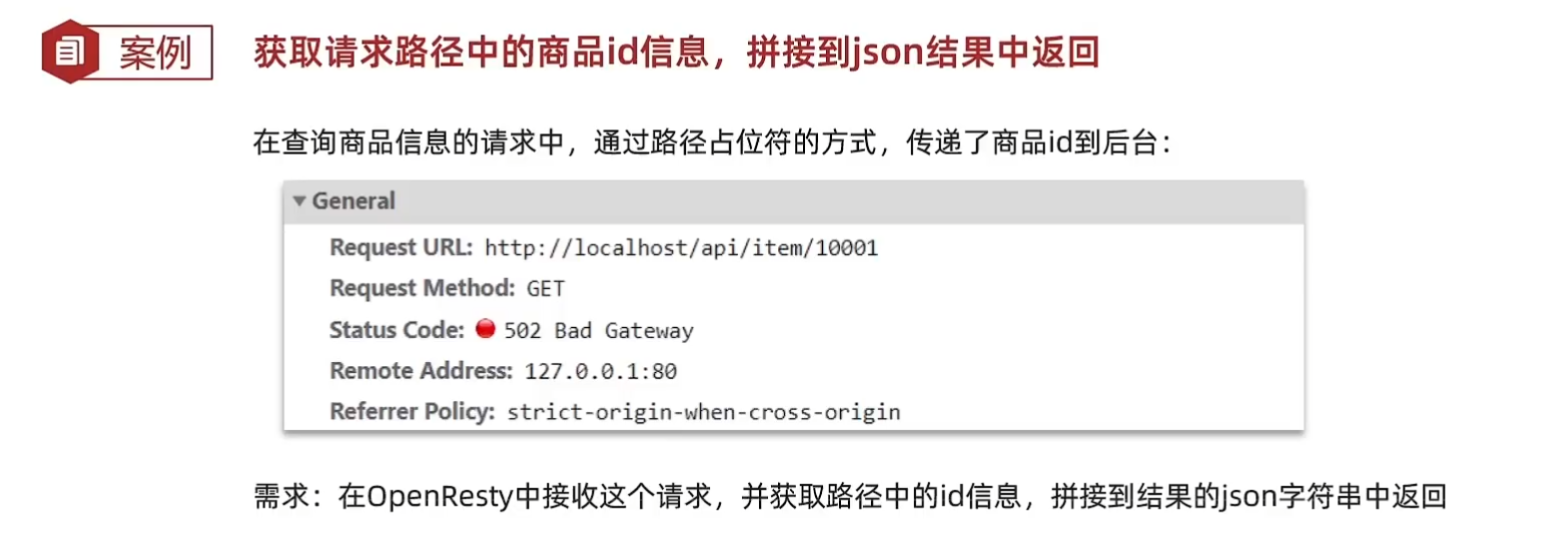 案例
获取请求路径中的商品id信息，拼接到json结果中返回
在查询商品信息的请求中，通过路径占位符的方式，传递了商品id到后台：
▼ General
Request URL: http://localhost/api/item/10001
Request Method: GET
Status Code: 502 Bad Gateway
Remote Address: 127.0.0.1:80
Referrer Policy: strict-origin-when-cross-origin
需求：在OpenResty中接收这个请求，并获取路径中的id信息，拼接到结果的json字符串中返回